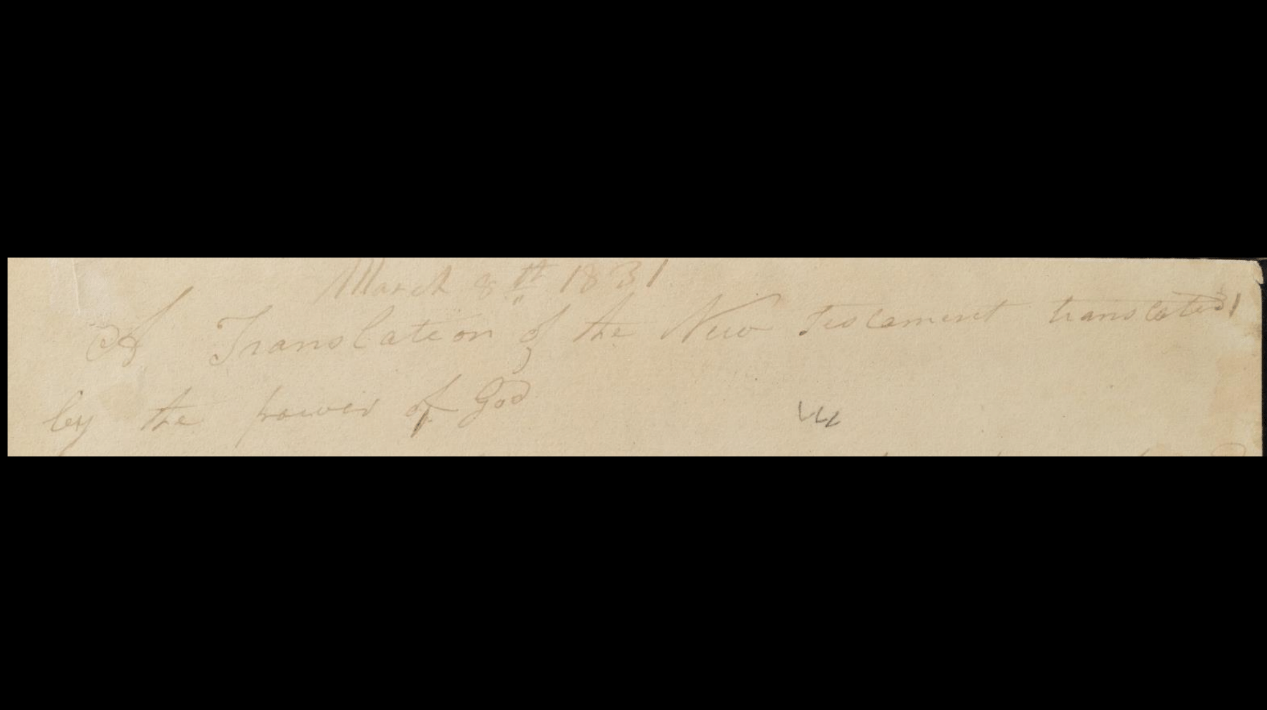 March 8th 1831
A Translation of the New Testament translated
by the power of God